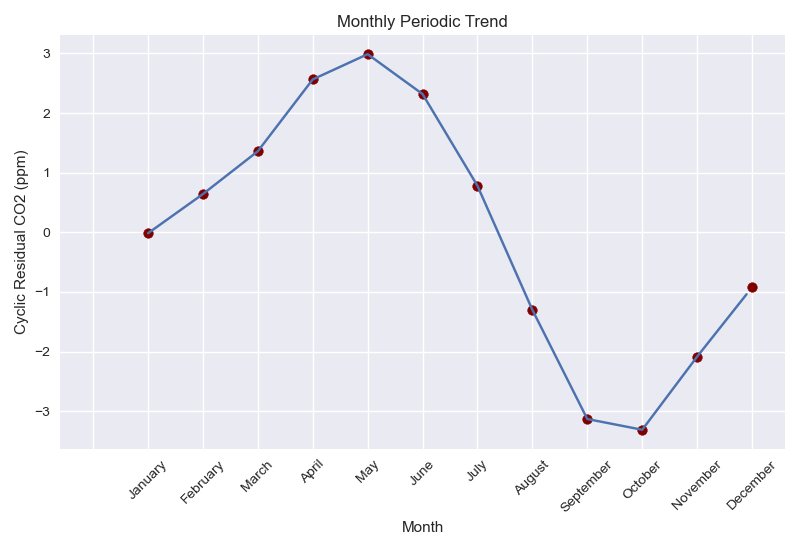 Monthly Periodic Trend
Cyclic Residual CO2 (ppm)
3
2
1
0
−1
−2
−3
January
February
March
April
May
June
July
August
September
October
November
December
Month